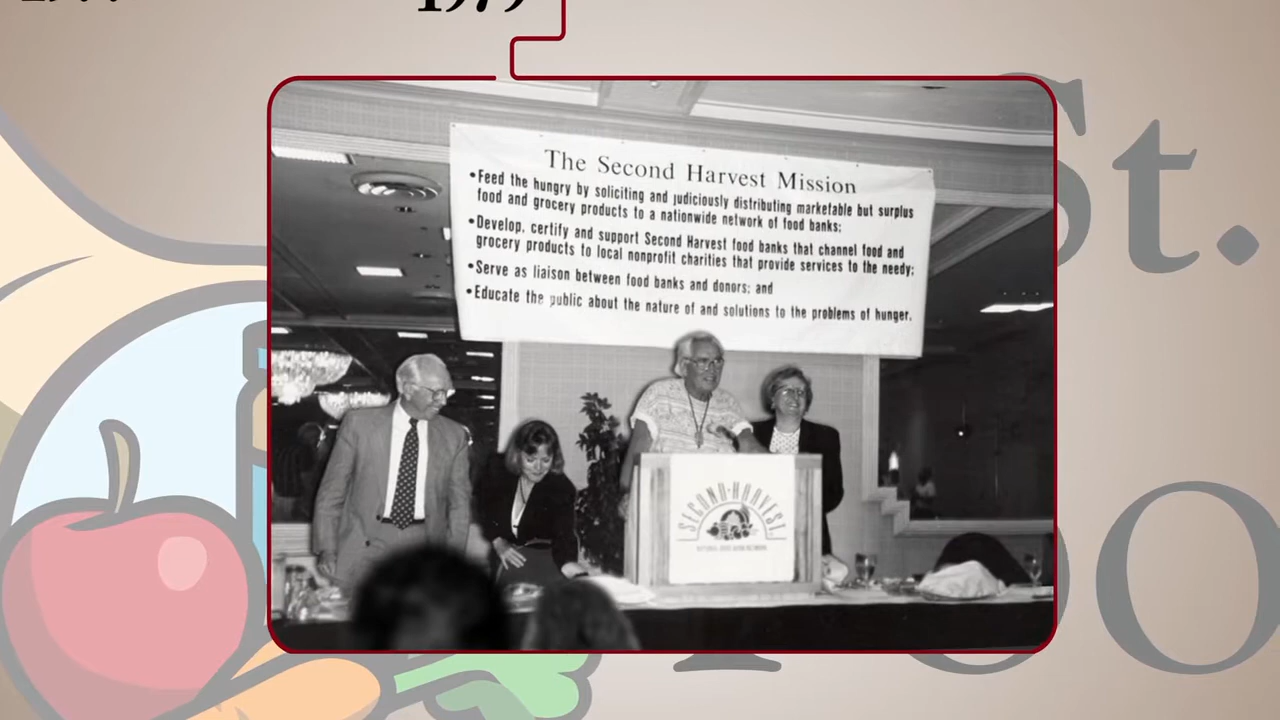 1979
The Second Harvest Mission
•Feed the hungry by soliciting and judiciously distributing marketable but surplus
food and grocery products to a nationwide network of food banks;
•Develop, certify and support Second Harvest food banks that channel food and
grocery products to local nonprofit charities that provide services to the needy;
•Serve as liaison between food banks and donors; and
•Educate the public about the nature of and solutions to the problems of hunger.
St.
SECOND HARVEST